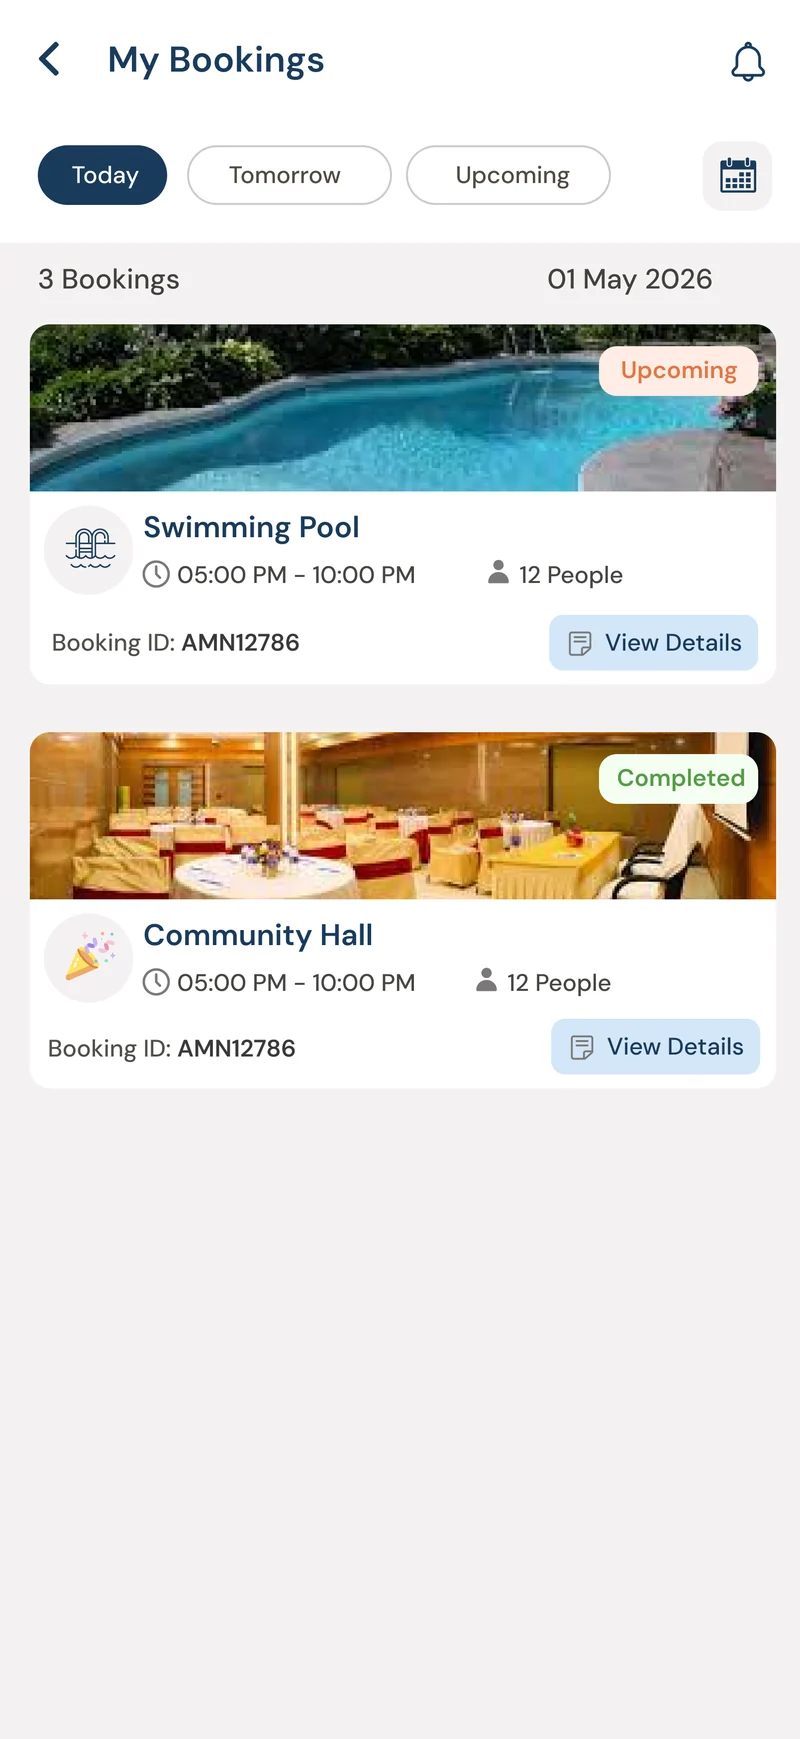 My Bookings
Today
Tomorrow
Upcoming
3 Bookings
01 May 2026
Upcoming
Swimming Pool
05:00 PM - 10:00 PM
12 People
Booking ID: AMN12786
View Details
Completed
Community Hall
05:00 PM - 10:00 PM
12 People
Booking ID: AMN12786
View Details